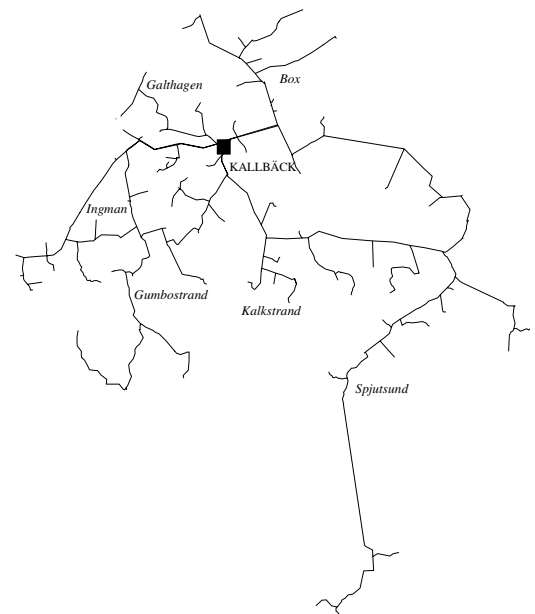 Box
Galthagen
KALLBÄCK
Ingman
Gumbostrand
Kalkstrand
Spjutsund